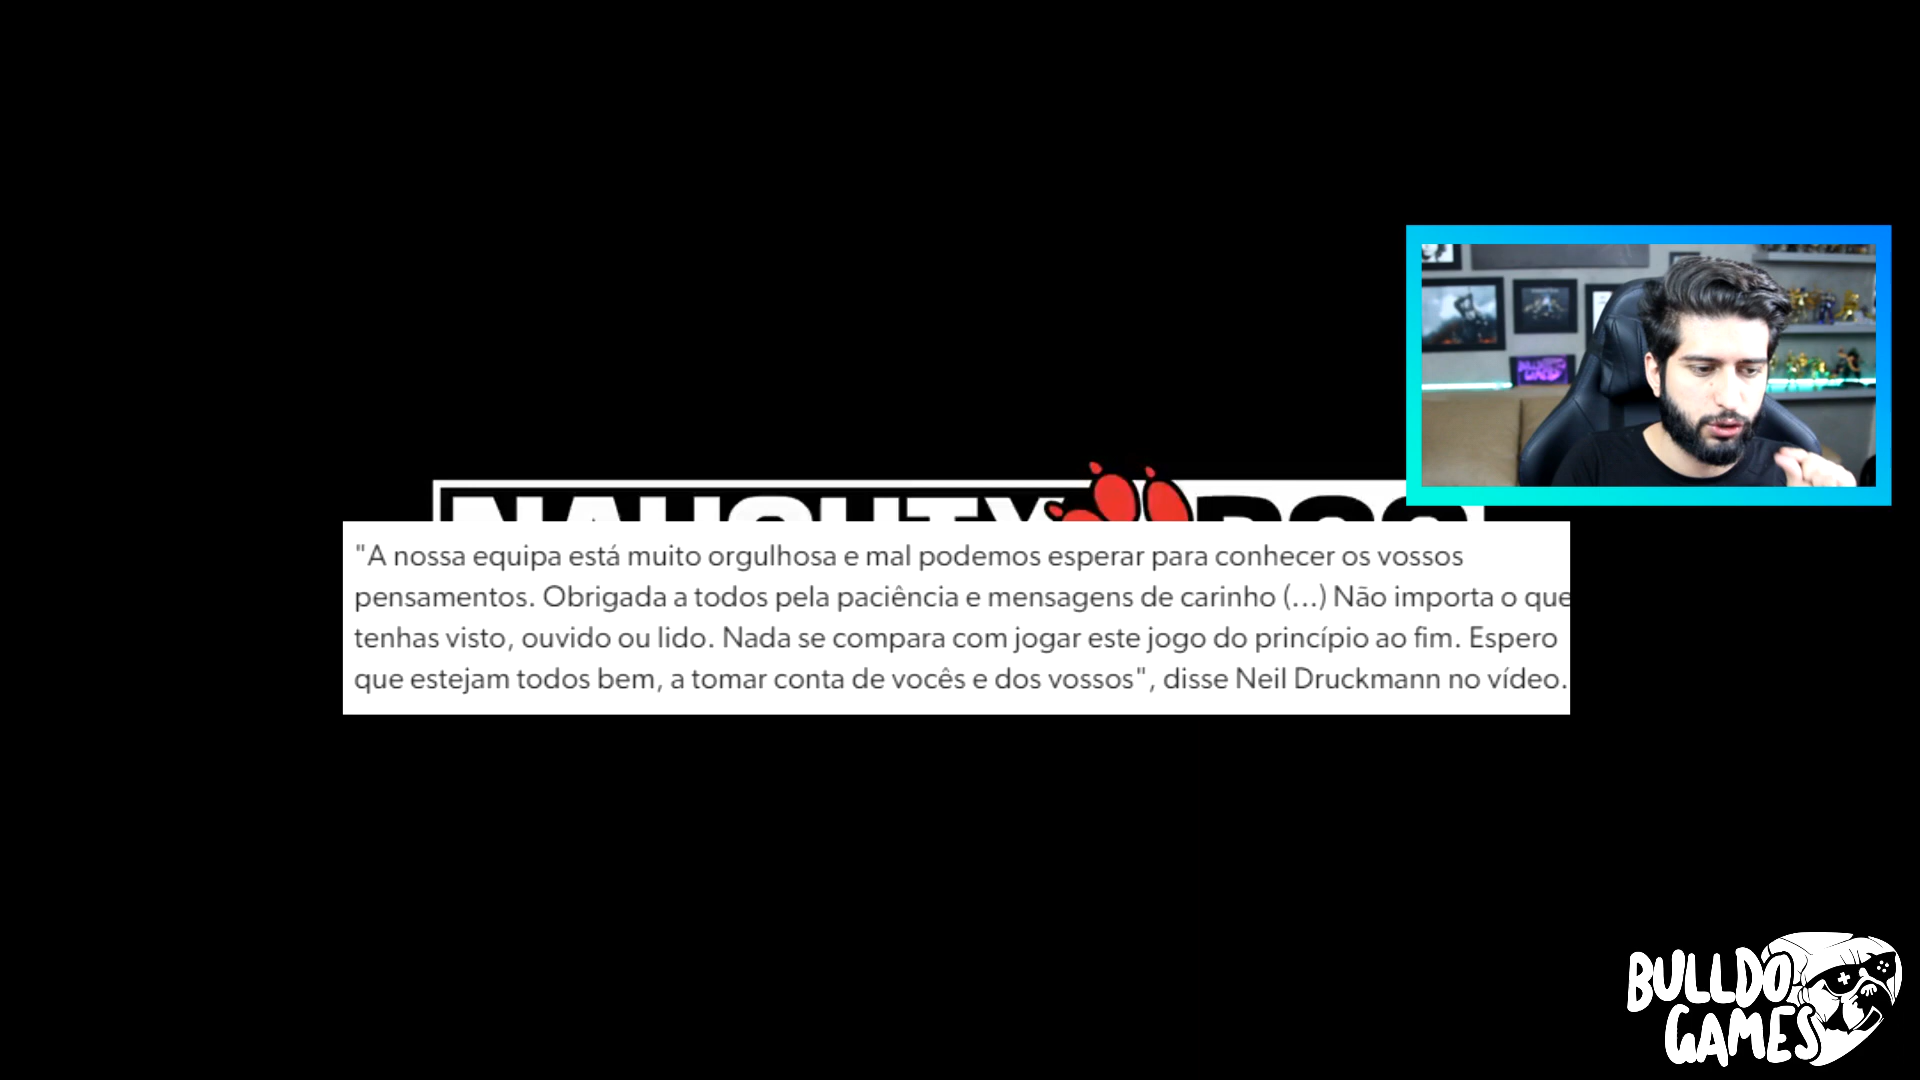 NAUGHTY DOG
"A nossa equipa está muito orgulhosa e mal podemos esperar para conhecer os vossos
pensamentos. Obrigada a todos pela paciência e mensagens de carinho (...) Não importa o que
tenhas visto, ouvido ou lido. Nada se compara com jogar este jogo do princípio ao fim. Espero
que estejam todos bem, a tomar conta de vocês e dos vossos", disse Neil Druckmann no vídeo.
BULLDO
GAMES